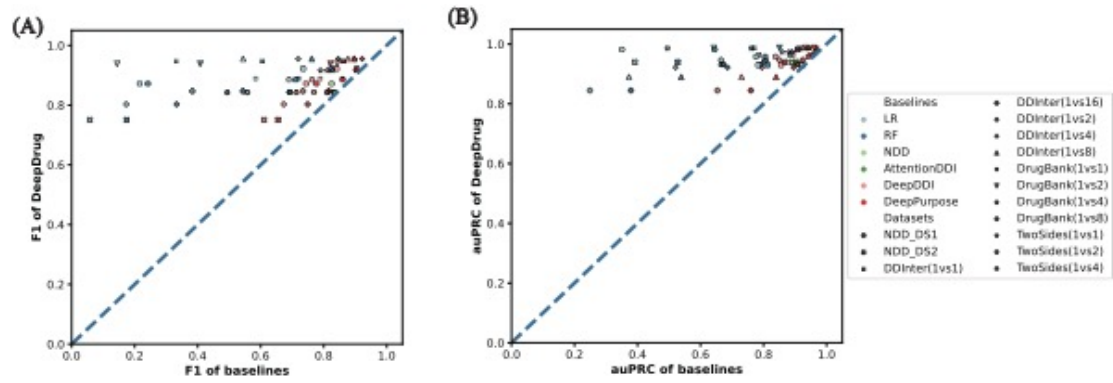 (A)
(B)
1.0
0.8
0.6
0.4
0.2
0.0
F1 of DeepDrug
0.0 0.2 0.4 0.6 0.8 1.0
F1 of baselines
1.0
0.8
0.6
0.4
0.2
0.0
auPRC of DeepDrug
0.0 0.2 0.4 0.6 0.8 1.0
auPRC of baselines
Baselines
LR
RF
NDD
AttentionDDI
DeepDDI
DeepPurpose
Datasets
NDD_DS1
NDD_DS2
DDInter(1vs1)
DDInter(1vs16)
DDInter(1vs2)
DDInter(1vs4)
DDInter(1vs8)
DrugBank(1vs1)
DrugBank(1vs2)
DrugBank(1vs4)
DrugBank(1vs8)
TwoSides(1vs1)
TwoSides(1vs2)
TwoSides(1vs4)